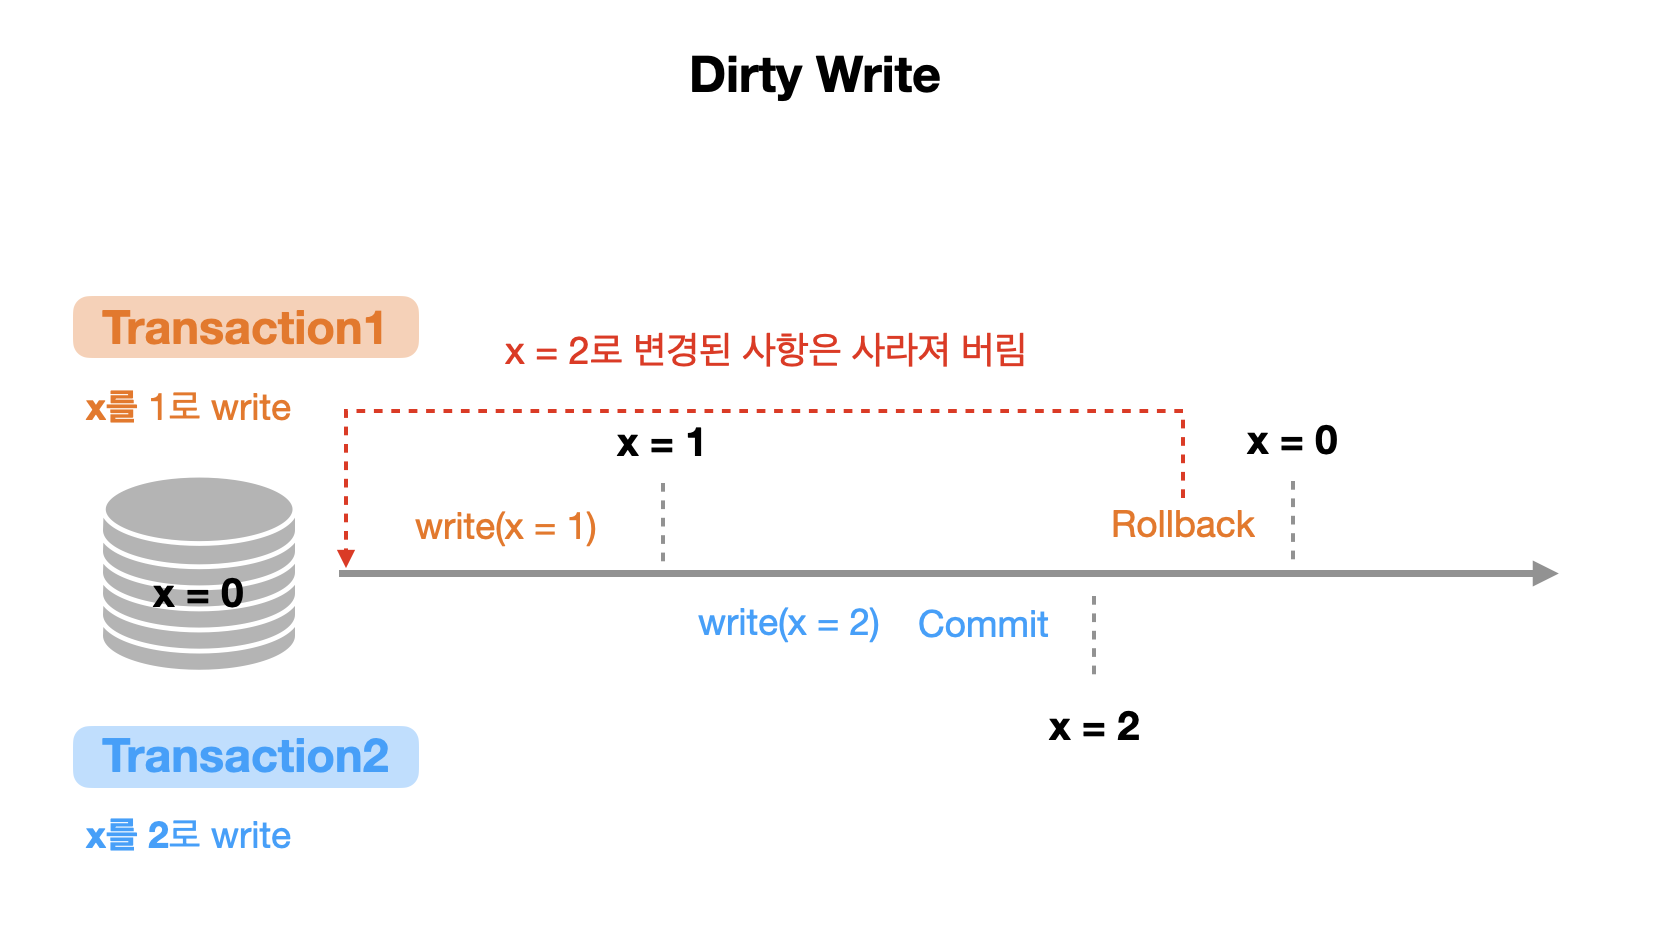 Dirty Write
Transaction1
x를 1로 write
x = 2로 변경된 사항은 사라져 버림
x = 1
x = 0
write(x = 1)
Rollback
x = 0
write(x = 2)
Commit
x = 2
Transaction2
x를 2로 write